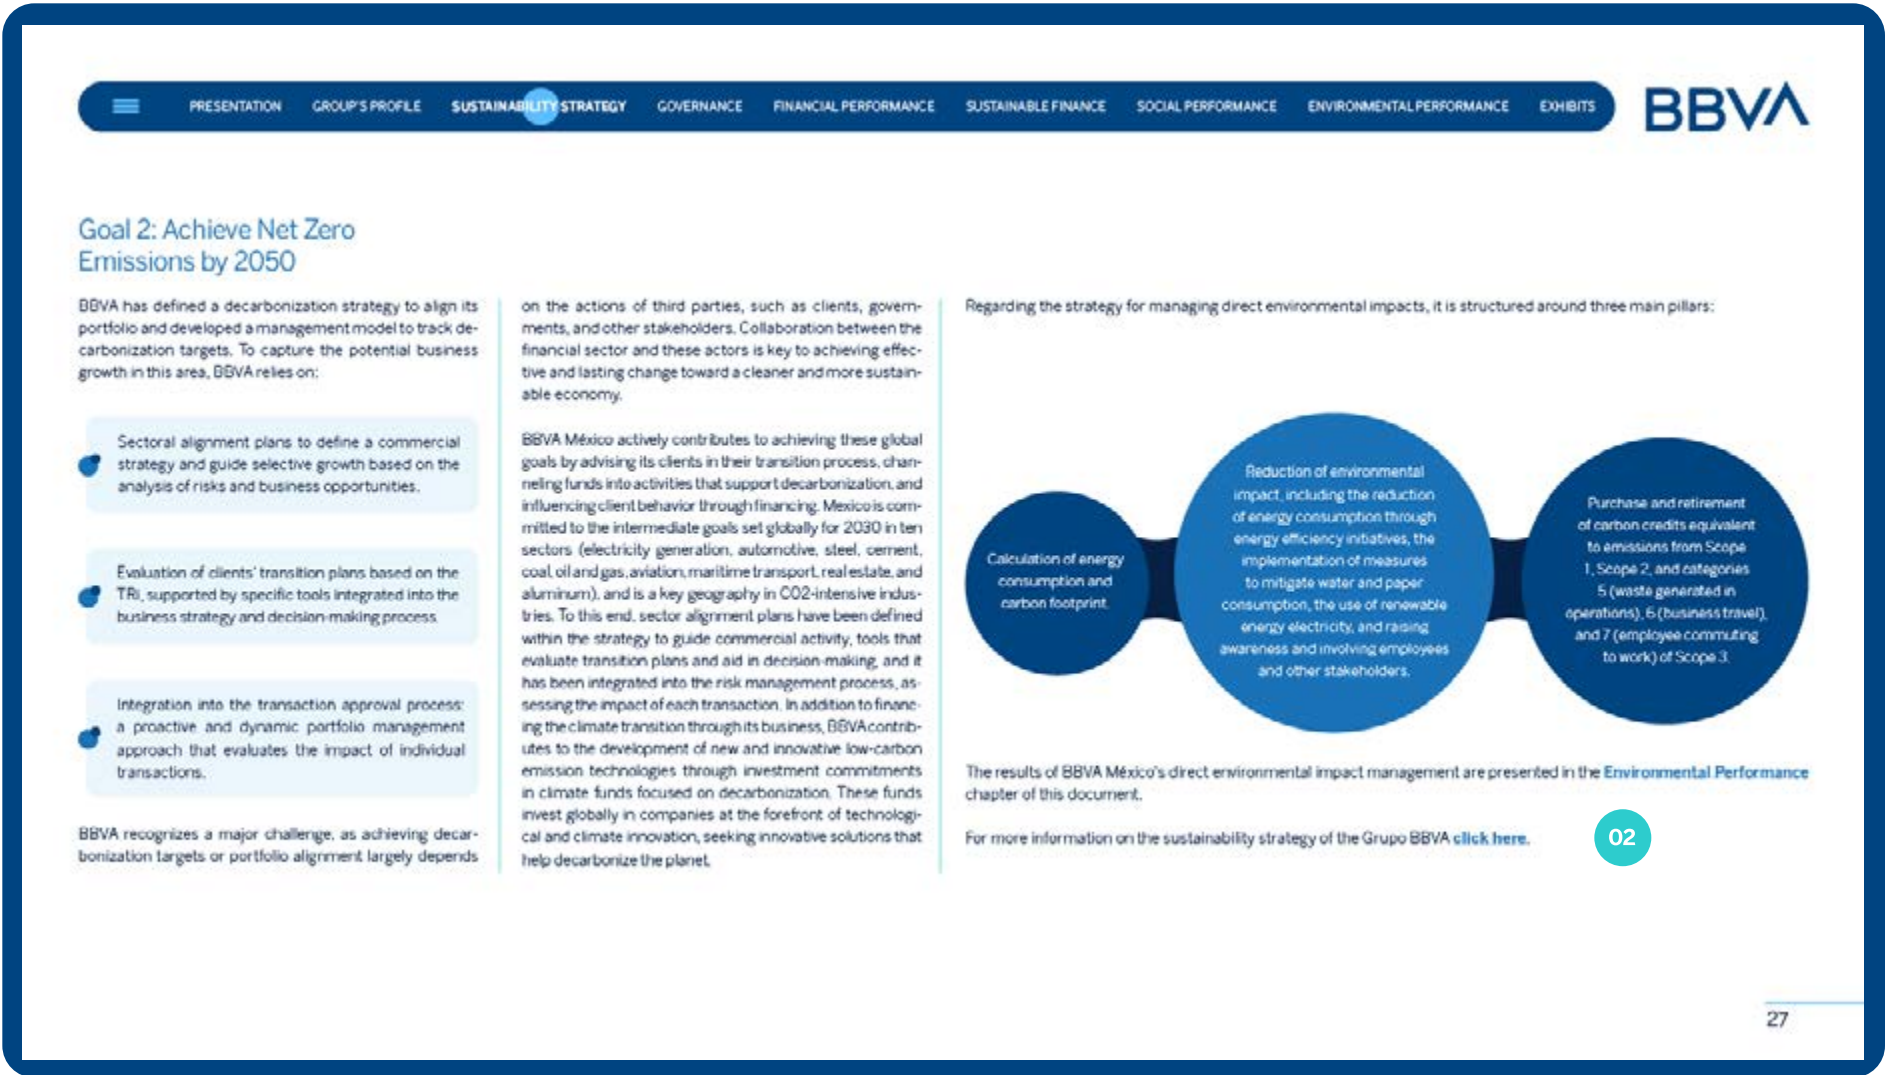 PRESENTATION GROUP'S PROFILE SUSTAINABILITY STRATEGY GOVERNANCE FINANCIAL PERFORMANCE SUSTAINABLE FINANCE SOCIAL PERFORMANCE ENVIRONMENTAL PERFORMANCE EXHIBITS
BBVA
Goal 2: Achieve Net Zero
Emissions by 2050
BBVA has defined a decarbonization strategy to align its
portfolio and developed a management model to track de-
carbonization targets. To capture the potential business
growth in this area, BBVA relies on:
Sectoral alignment plans to define a commercial
strategy and guide selective growth based on the
analysis of risks and business opportunities.
Evaluation of clients' transition plans based on the
TRi, supported by specific tools integrated into the
business strategy and decision-making process.
Integration into the transaction approval process:
a proactive and dynamic portfolio management
approach that evaluates the impact of individual
transactions.
BBVA recognizes a major challenge, as achieving decar-
bonization targets or portfolio alignment largely depends
on the actions of third parties, such as clients, govern-
ments, and other stakeholders. Collaboration between the
financial sector and these actors is key to achieving effec-
tive and lasting change toward a cleaner and more sustain-
able economy.
BBVA México actively contributes to achieving these global
goals by advising its clients in their transition process, chan-
neling funds into activities that support decarbonization, and
influencing client behavior through financing. Mexico is com-
mitted to the intermediate goals set globally for 2030 in ten
sectors (electricity generation, automotive, steel, cement,
coal, oil and gas, aviation, maritime transport, real estate, and
aluminum), and is a key geography in CO2-intensive indus-
tries. To this end, sector alignment plans have been defined
within the strategy to guide commercial activity, tools that
evaluate transition plans and aid in decision-making, and it
has been integrated into the risk management process, as-
sessing the impact of each transaction. In addition to financ-
ing the climate transition through its business, BBVA contrib-
utes to the development of new and innovative low-carbon
emission technologies through investment commitments
in climate funds focused on decarbonization. These funds
invest globally in companies at the forefront of technologi-
cal and climate innovation, seeking innovative solutions that
help decarbonize the planet.
Regarding the strategy for managing direct environmental impacts, it is structured around three main pillars:
Calculation of energy
consumption and
carbon footprint.
Reduction of environmental
impact, including the reduction
of energy consumption through
energy efficiency initiatives, the
implementation of measures
to mitigate water and paper
consumption, the use of renewable
energy electricity, and raising
awareness and involving employees
and other stakeholders.
Purchase and retirement
of carbon credits equivalent
to emissions from Scope
1, Scope 2, and categories
5 (waste generated in
operations), 6 (business travel),
and 7 (employee commuting
to work) of Scope 3.
The results of BBVA México's direct environmental impact management are presented in the Environmental Performance
chapter of this document.
For more information on the sustainability strategy of the Grupo BBVA click here.
02
27